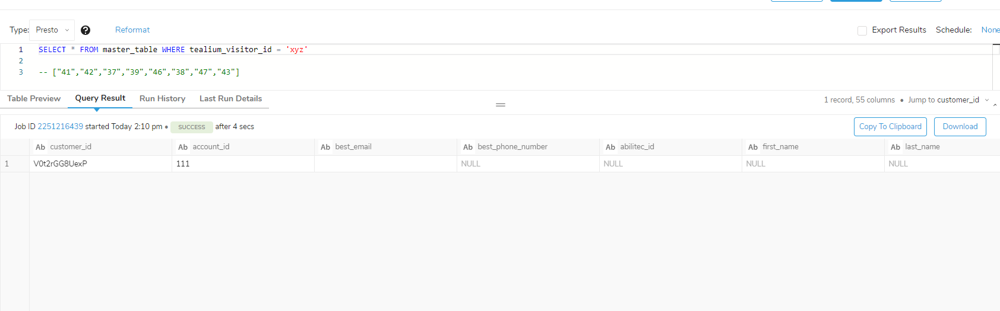 Type: Presto Reformat Export Results Schedule: None
1 SELECT * FROM master_table WHERE tealium_visitor_id = 'xyz'
2
3 -- ["41","42","37","39","46","38","47","43"]
Table Preview Query Result Run History Last Run Details 1 record, 55 columns • Jump to customer_id
Job ID 2251216439 started Today 2:10 pm • SUCCESS after 4 secs Copy To Clipboard Download
Ab customer_id Ab account_id Ab best_email Ab best_phone_number Ab abilitec_id Ab first_name Ab last_name
1 V0t2rGG8UexP 111 NULL NULL NULL NULL